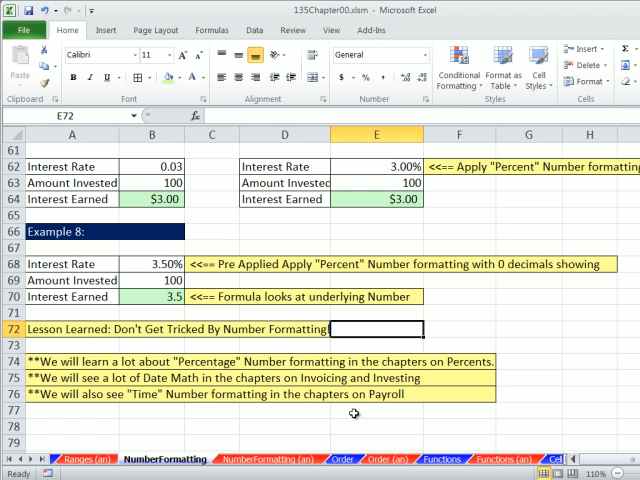 135Chapter00.xlsm - Microsoft Excel
File Home Insert Page Layout Formulas Data Review View Add-Ins
Paste Calibri 11 General Conditional Formatting Format as Table Cell Styles Insert Delete Format
Clipboard Font Alignment Number Styles Cells
E72 fx
A B C D E F G H
61
62 Interest Rate 0.03 Interest Rate 3.00% <<== Apply "Percent" Number formatting
63 Amount Invested 100 Amount Invested 100
64 Interest Earned $3.00 Interest Earned $3.00
65
66 Example 8:
67
68 Interest Rate 3.50% <<== Pre Applied Apply "Percent" Number formatting with 0 decimals showing
69 Amount Invested 100
70 Interest Earned 3.5 <<== Formula looks at underlying Number
71
72 Lesson Learned: Don't Get Tricked By Number Formatting!
73
74 **We will learn a lot about "Percentage" Number formatting in the chapters on Percents.
75 **We will see a lot of Date Math in the chapters on Invoicing and Investing
76 **We will also see "Time" Number formatting in the chapters on Payroll
77
78
79
Ranges (an) NumberFormatting NumberFormatting (an) Order Order (an) Functions Functions (an) Cel
Ready 110%